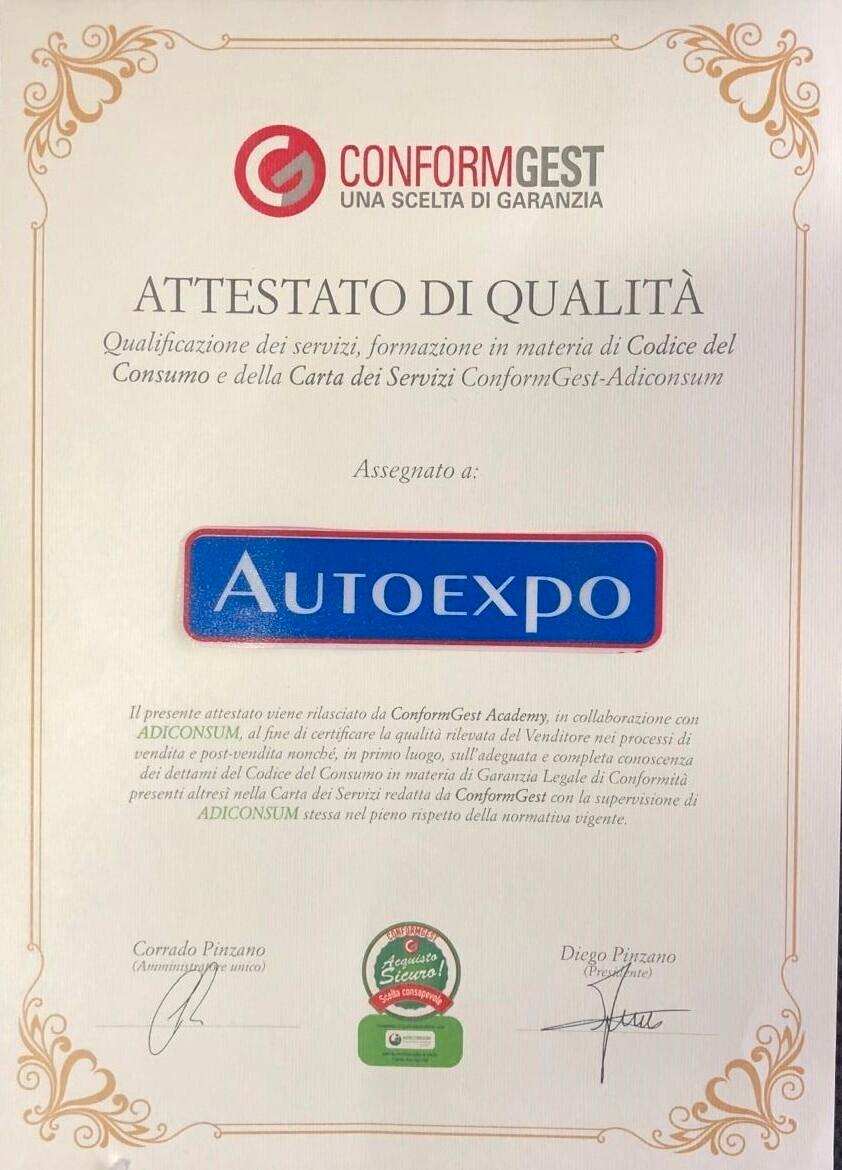 CONFORMGEST
UNA SCELTA DI GARANZIA
ATTESTATO DI QUALITÀ
Qualificazione dei servizi, formazione in materia di Codice del
Consumo e della Carta dei Servizi ConformGest-Adiconsum
Assegnato a:
AUTOEXPO
Il presente attestato viene rilasciato da ConformGest Academy, in collaborazione con
ADICONSUM, al fine di certificare la qualità rilevata del Venditore nei processi di
vendita e post-vendita nonché, in primo luogo, sull'adeguata e completa conoscenza
dei dettami del Codice del Consumo in materia di Garanzia Legale di Conformità
presenti altresì nella Carta dei Servizi redatta da ConformGest con la supervisione di
ADICONSUM stessa nel pieno rispetto della normativa vigente.
Corrado Pinzano
(Amministratore unico)
CONFORMGEST
Acquisto
Sicuro!
Scelta consapevole
Diego Pinzano
(Presidente)